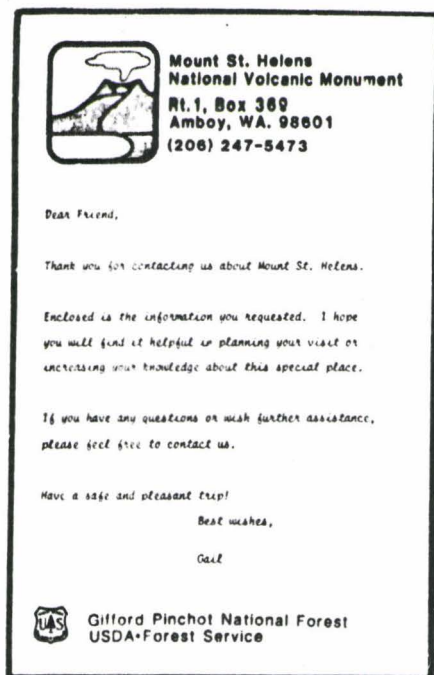 Mount St. Helens
National Volcanic Monument
Rt.1, Box 369
Amboy, WA. 98601
(206) 247-5473
Dear Friend,
Thank you for contacting us about Mount St. Helens.
Enclosed is the information you requested. I hope
you will find it helpful in planning your visit or
increasing your knowledge about this special place.
If you have any questions or wish further assistance,
please feel free to contact us.
Have a safe and pleasant trip!
Best wishes,
Gail
UAS
Gifford Pinchot National Forest
USDA•Forest Service